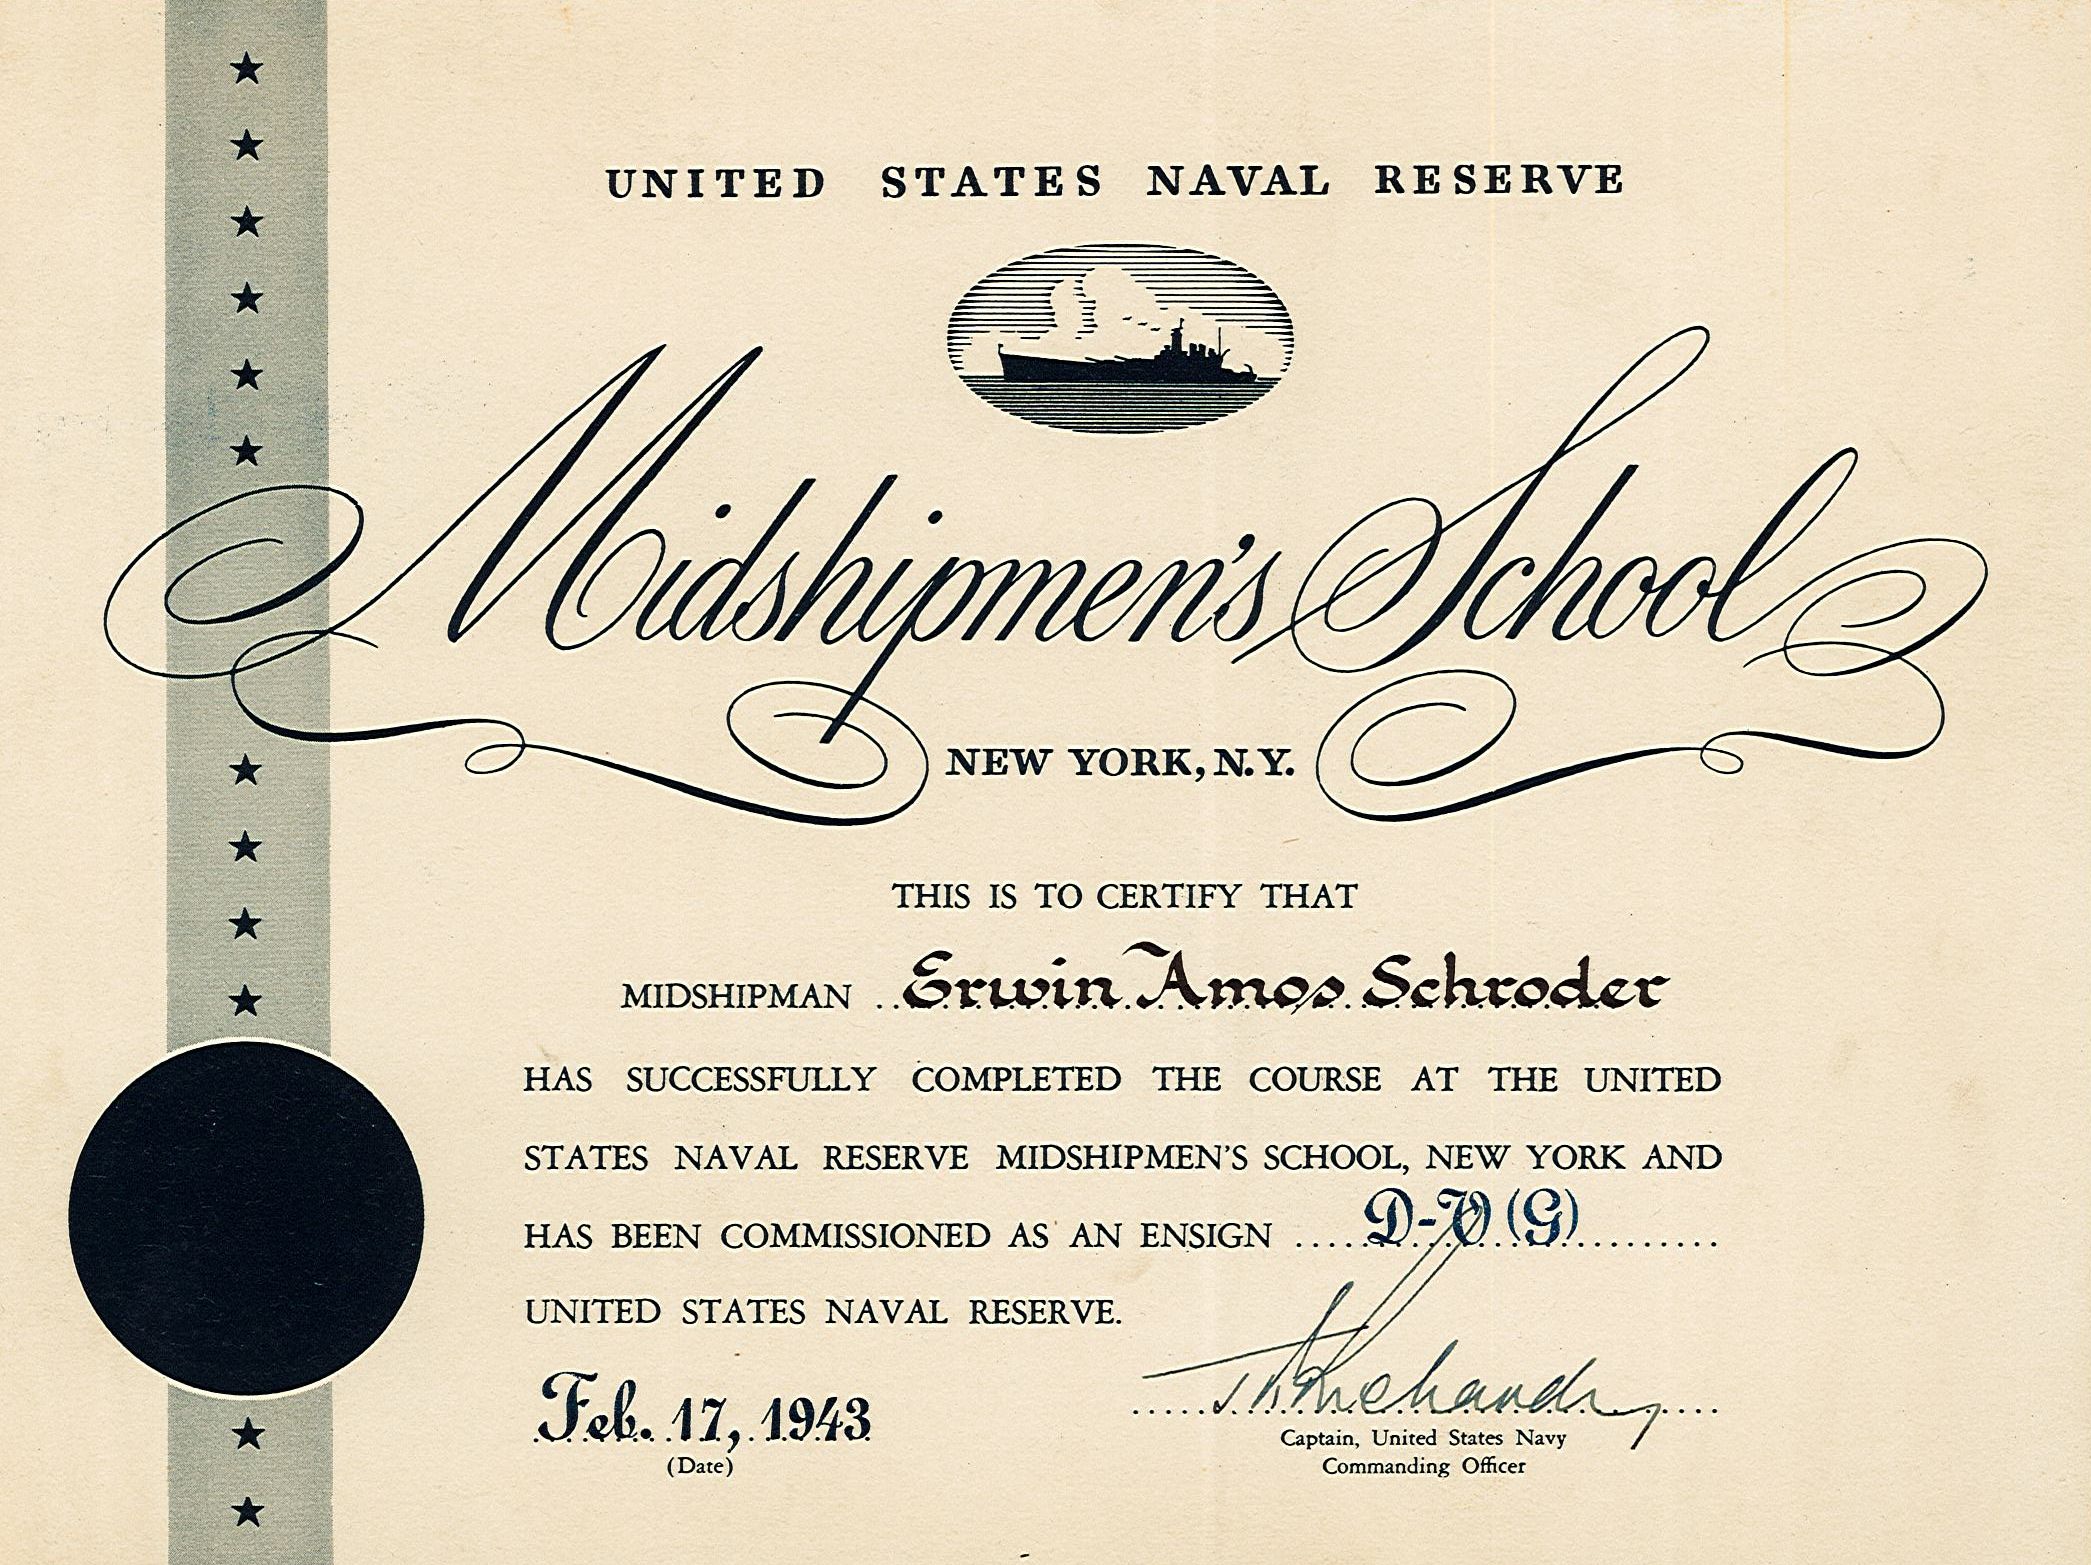 UNITED STATES NAVAL RESERVE
Midshipmen's School
NEW YORK, N.Y.
THIS IS TO CERTIFY THAT
MIDSHIPMAN Erwin Amos Schroder
HAS SUCCESSFULLY COMPLETED THE COURSE AT THE UNITED
STATES NAVAL RESERVE MIDSHIPMEN'S SCHOOL, NEW YORK AND
HAS BEEN COMMISSIONED AS AN ENSIGN D-V (G)
UNITED STATES NAVAL RESERVE.
Feb. 17, 1943
(Date)
Captain, United States Navy
Commanding Officer